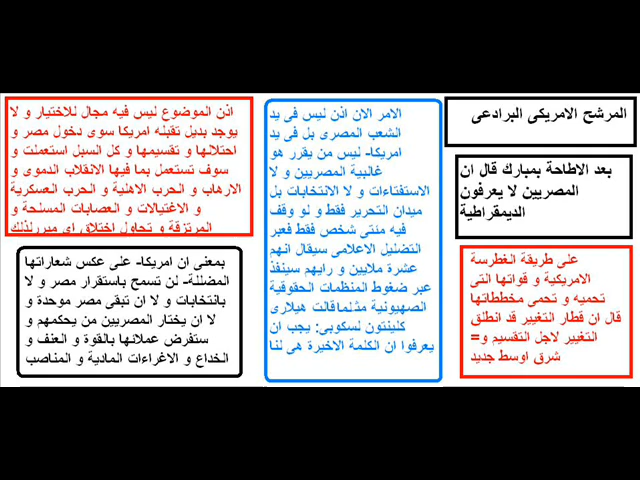 المرشح الامريكى البرادعى
بعد الاطاحة بمبارك قال ان
المصريين لا يعرفون
الديمقراطية
على طريقة الغطرسة
الامريكية و قواتها التى
تحميه و تحمى مخططاتها
قال ان قطار التغيير قد انطلق
التغيير لاجل التقسيم و=
شرق اوسط جديد
الامر الان اذن ليس فى يد
الشعب المصرى بل فى يد
امريكا- ليس من يقرر هو
غالبية المصريين و لا
الاستفتاءات و لا الانتخابات بل
ميدان التحرير فقط و لو وقف
فيه مئتى شخص فقط فعبر
التضليل الاعلامى سيقال انهم
عشرة ملايين و رايهم سينفذ
عبر ضغوط المنظمات الحقوقية
الصهيونية مثلماقالت هيلارى
كلينتون لسكوبى: يجب ان
يعرفوا ان الكلمة الاخيرة هى لنا
اذن الموضوع ليس فيه مجال للاختيار و لا
يوجد بديل تقبله امريكا سوى دخول مصر و
احتلالها و تقسيمها و كل السبل استعملت و
سوف تستعمل بما فيها الانقلاب الدموى و
الارهاب و الحرب الاهلية و الحرب العسكرية
و الاغتيالات و العصابات المسلحة و
المرتزقة و تحاول اختلاق اى مبررلذلك
بمعنى ان امريكا- على عكس شعاراتها
المضللة- لن تسمح باستقرار مصر و لا
بانتخابات و لا ان تبقى مصر موحدة و
لا ان يختار المصريين من يحكمهم و
ستفرض عملائها بالقوة و العنف و
الخداع و الاغراءات المادية و المناصب